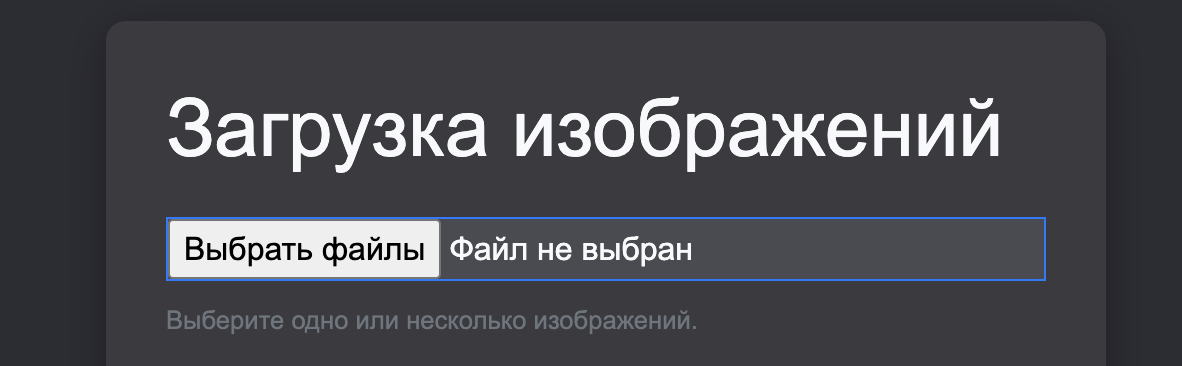 Загрузка изображений
Выбрать файлы Файл не выбран
Выберите одно или несколько изображений.